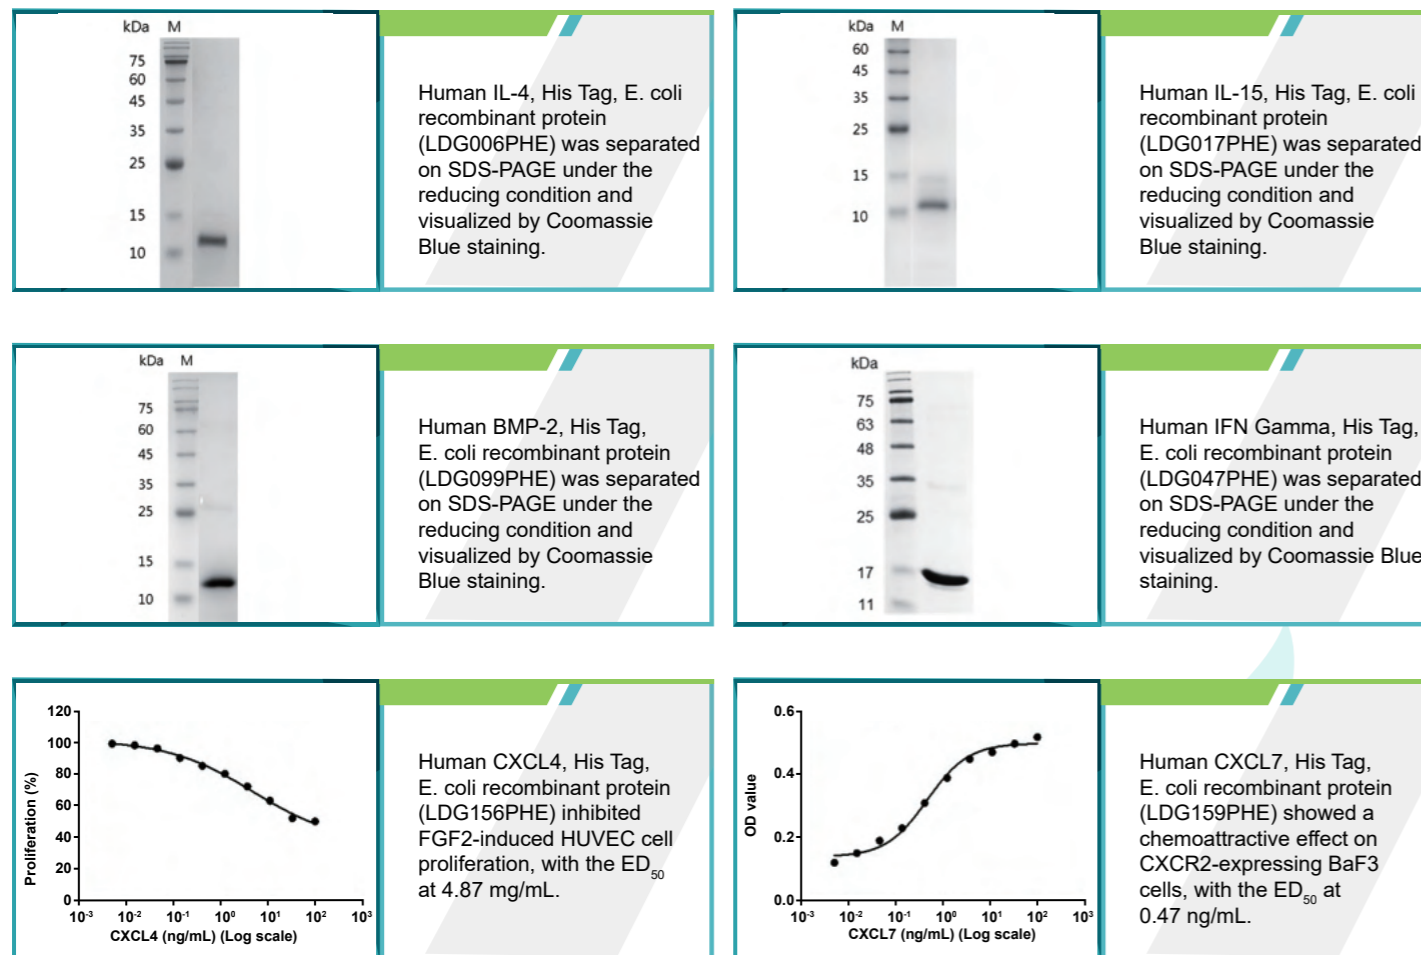 kDa M
75
60
45
35
25
15
10
Human IL-4, His Tag, E. coli
recombinant protein
(LDG006PHE) was separated
on SDS-PAGE under the
reducing condition and
visualized by Coomassie
Blue staining.
kDa M
60
45
35
25
15
10
Human IL-15, His Tag, E. coli
recombinant protein
(LDG017PHE) was separated
on SDS-PAGE under the
reducing condition and
visualized by Coomassie
Blue staining.
kDa M
75
60
45
35
25
15
10
Human BMP-2, His Tag,
E. coli recombinant protein
(LDG099PHE) was separated
on SDS-PAGE under the
reducing condition and
visualized by Coomassie
Blue staining.
kDa
75
63
48
35
25
17
11
Human IFN Gamma, His Tag,
E. coli recombinant protein
(LDG047PHE) was separated
on SDS-PAGE under the
reducing condition and
visualized by Coomassie Blue
staining.
Proliferation (%)
120
100
80
60
40
20
0
10-3 10-2 10-1 100 101 102 103
CXCL4 (ng/mL) (Log scale)
Human CXCL4, His Tag,
E. coli recombinant protein
(LDG156PHE) inhibited
FGF2-induced HUVEC cell
proliferation, with the ED50
at 4.87 mg/mL.
OD value
0.6
0.4
0.2
0.0
10-3 10-2 10-1 100 101 102 103
CXCL7 (ng/mL) (Log scale)
Human CXCL7, His Tag,
E. coli recombinant protein
(LDG159PHE) showed a
chemoattractive effect on
CXCR2-expressing BaF3
cells, with the ED50 at
0.47 ng/mL.